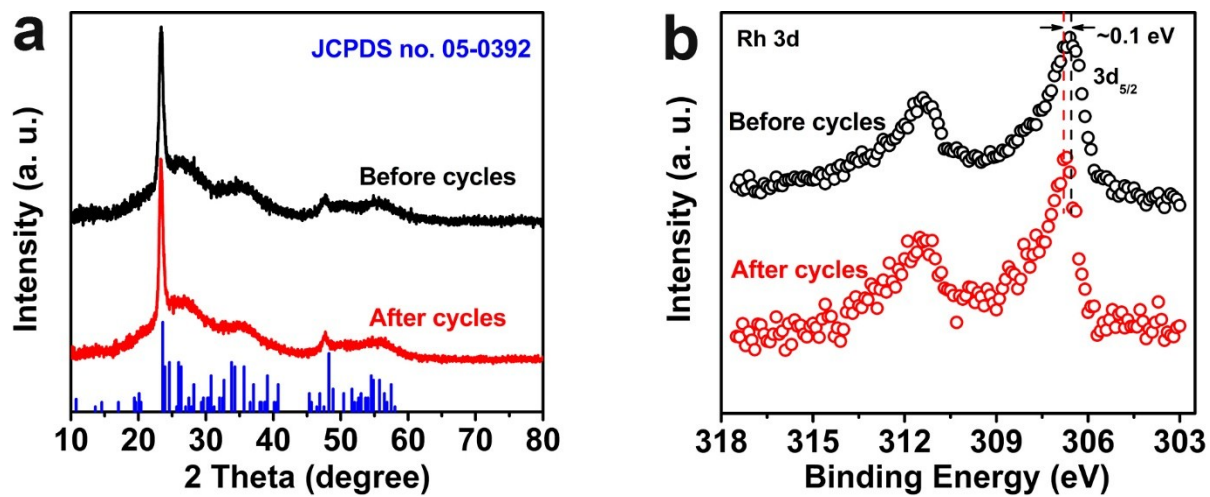 a
JCPDS no. 05-0392
Before cycles
After cycles
Intensity (a. u.)
10 20 30 40 50 60 70 80
2 Theta (degree)
b
Rh 3d
~0.1 eV
3d5/2
Before cycles
After cycles
Intensity (a. u.)
318 315 312 309 306 303
Binding Energy (eV)